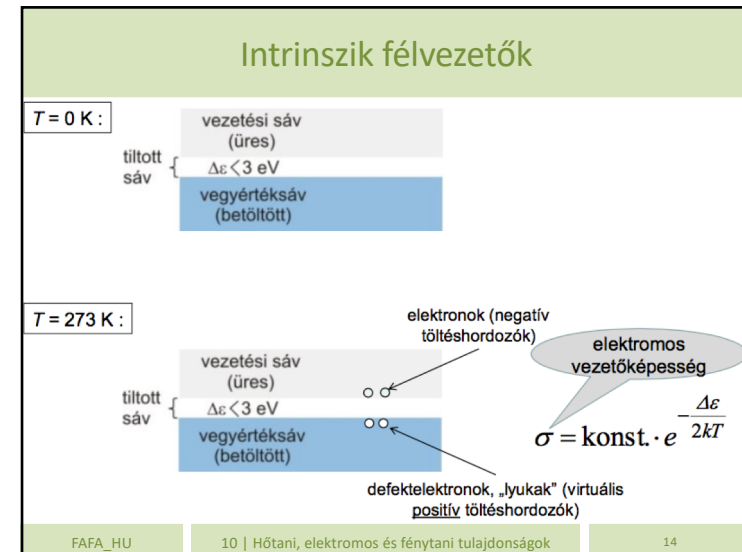 Intrinszik félvezetők
T = 0 K :
vezetési sáv
(üres)
tiltott
sáv
Δε<3 eV
vegyértéksáv
(betöltött)
T = 273 K :
elektronok (negatív
töltéshordozók)
elektromos
vezetőképesség
vezetési sáv
(üres)
tiltott
sáv
Δε<3 eV
vegyértéksáv
(betöltött)
σ = konst. · e^(-Δε/2kT)
defektelektronok, „lyukak” (virtuális
pozitív töltéshordozók)
FAFA_HU
10 | Hőtani, elektromos és fénytani tulajdonságok
14